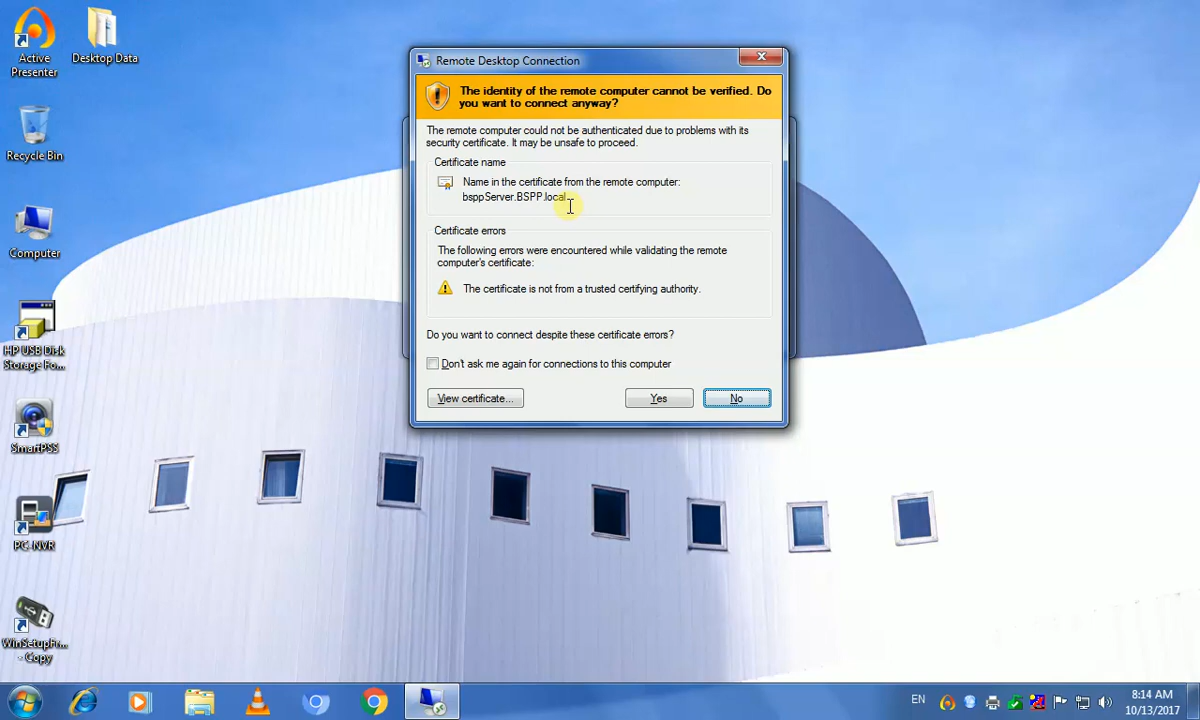 Active
Presenter
Desktop Data
Recycle Bin
Computer
HP USB Disk
Storage Fo...
SmartPSS
PC-NVR
WinSetupFr...
- Copy
Remote Desktop Connection
The identity of the remote computer cannot be verified. Do
you want to connect anyway?
The remote computer could not be authenticated due to problems with its
security certificate. It may be unsafe to proceed.
Certificate name
Name in the certificate from the remote computer:
bsppServer.BSPP.local
Certificate errors
The following errors were encountered while validating the remote
computer's certificate:
The certificate is not from a trusted certifying authority.
Do you want to connect despite these certificate errors?
Don't ask me again for connections to this computer
View certificate...
Yes
No
EN
8:14 AM
10/13/2017